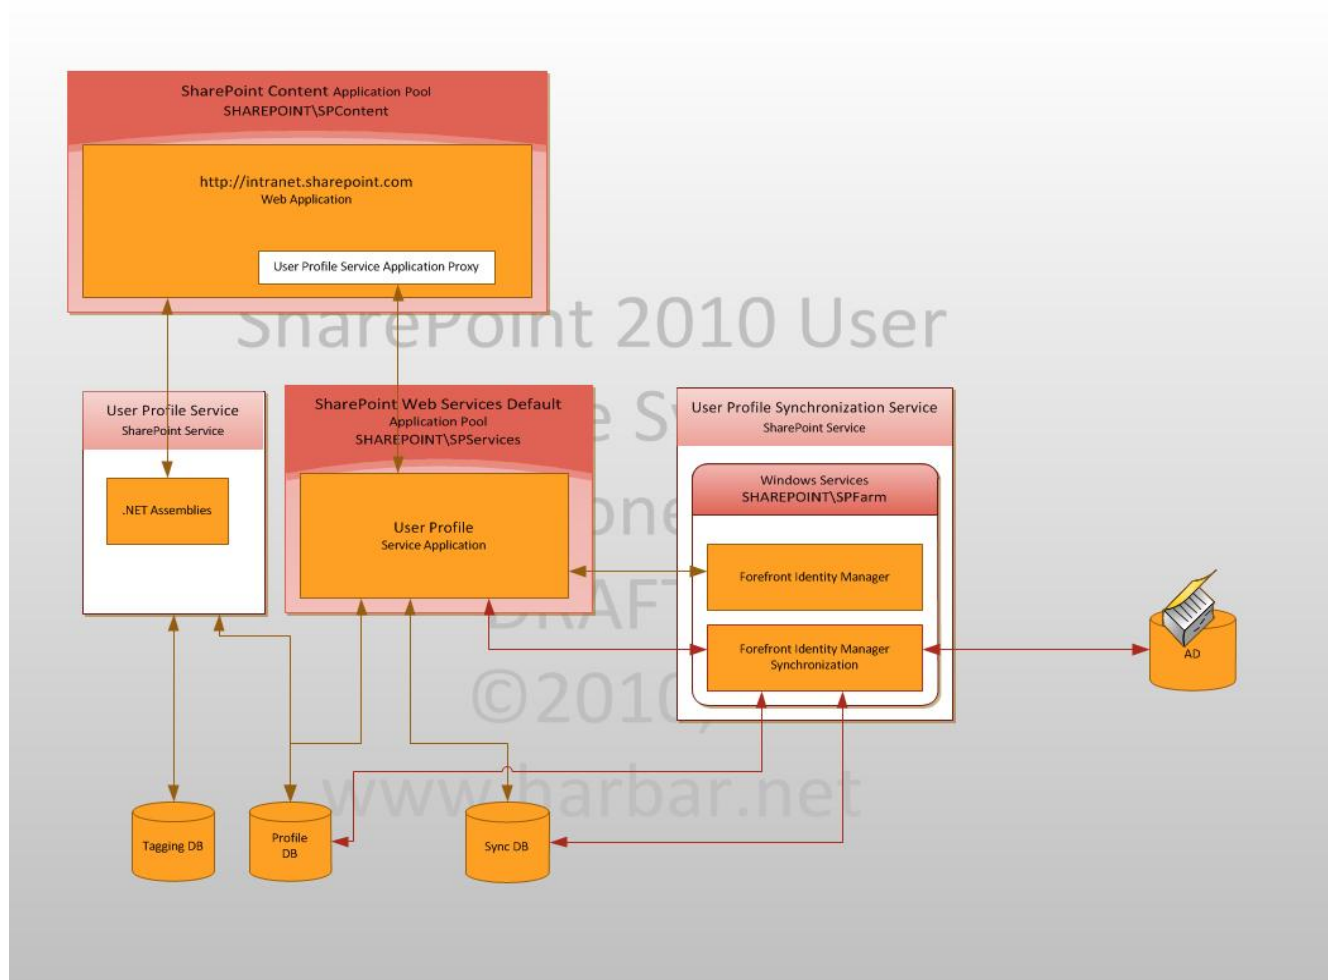 SharePoint Content Application Pool
SHAREPOINT\SPContent
http://intranet.sharepoint.com
Web Application
User Profile Service Application Proxy
SharePoint 2010 User
User Profile Service
SharePoint Service
SharePoint Web Services Default
Application Pool
SHAREPOINT\SPServices
User Profile Synchronization Service
SharePoint Service
Windows Services
SHAREPOINT\SPFarm
.NET Assemblies
User Profile
Service Application
Forefront Identity Manager
DRAFT
Forefront Identity Manager
Synchronization
AD
©2010,
www.harbar.net
Tagging DB
Profile
DB
Sync DB